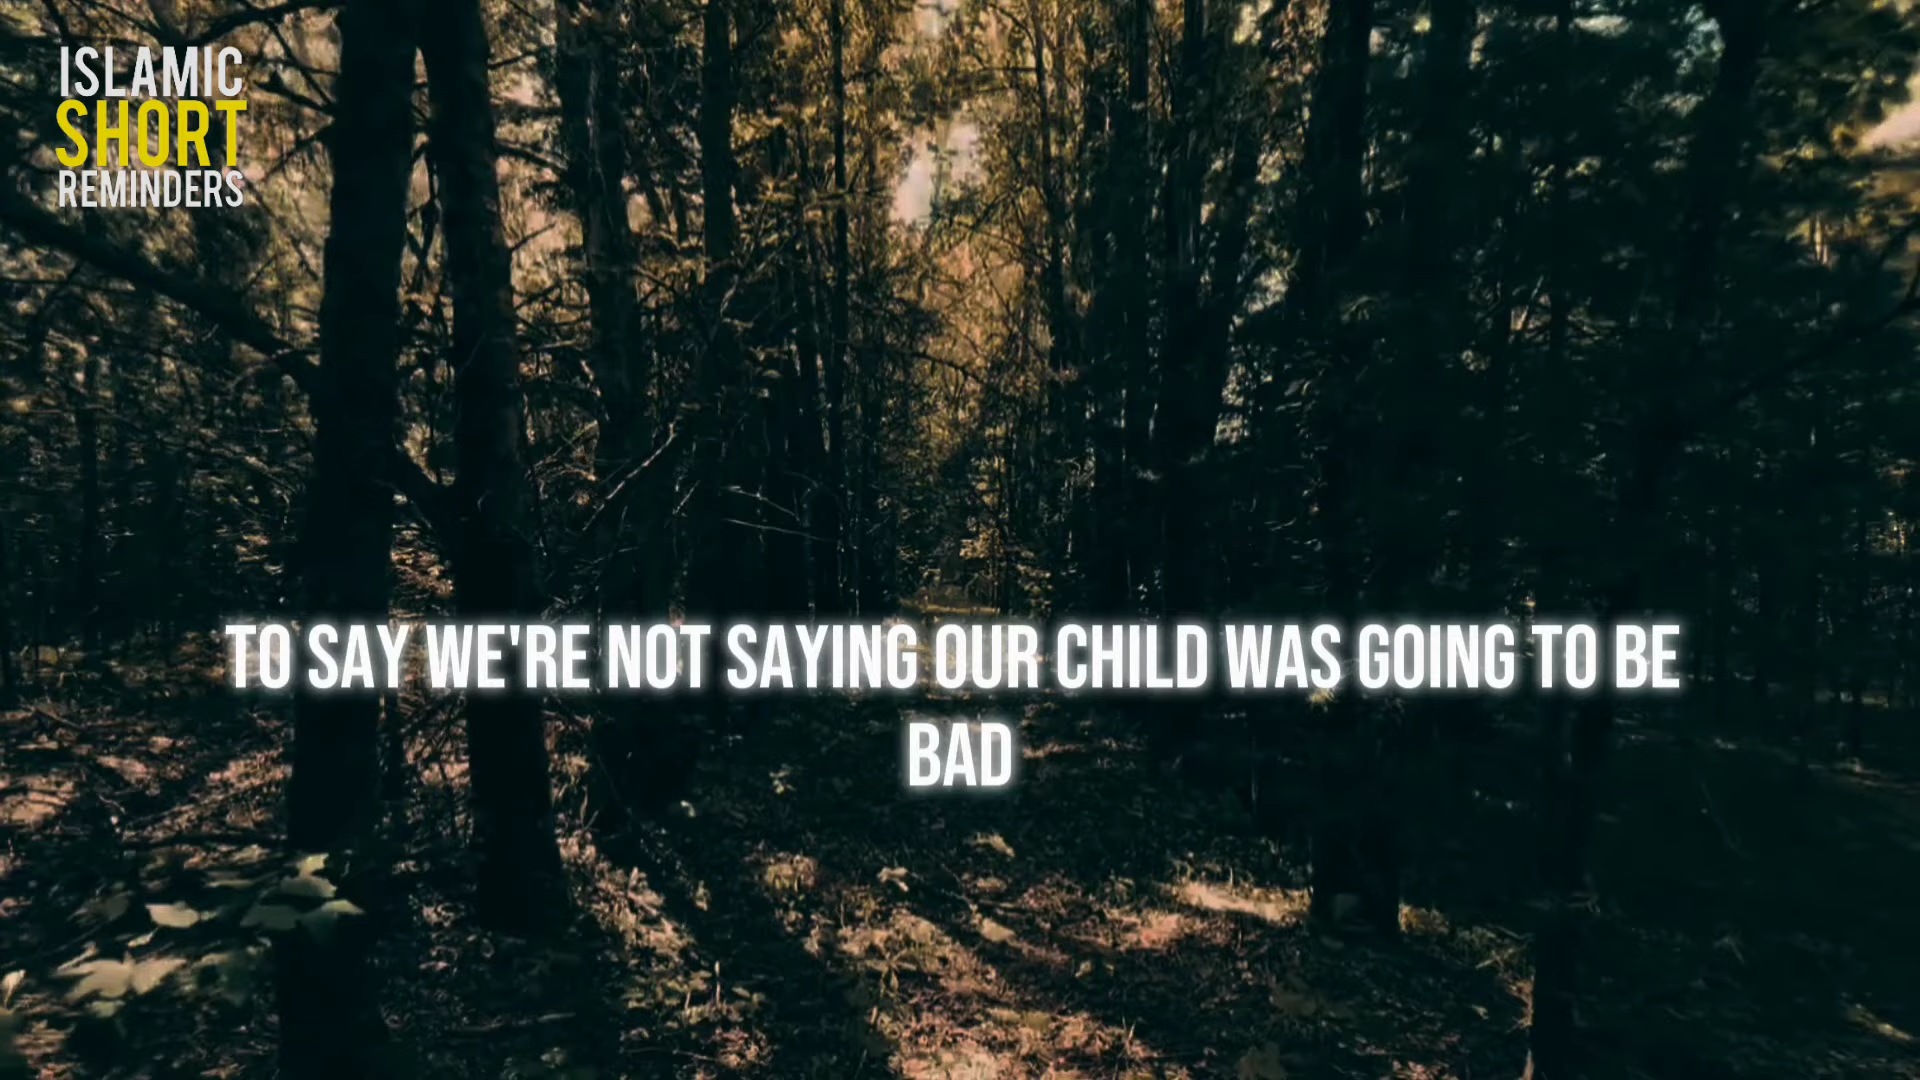 ISLAMIC
SHORT
REMINDERS
TO SAY WE'RE NOT SAYING OUR CHILD WAS GOING TO BE
BAD